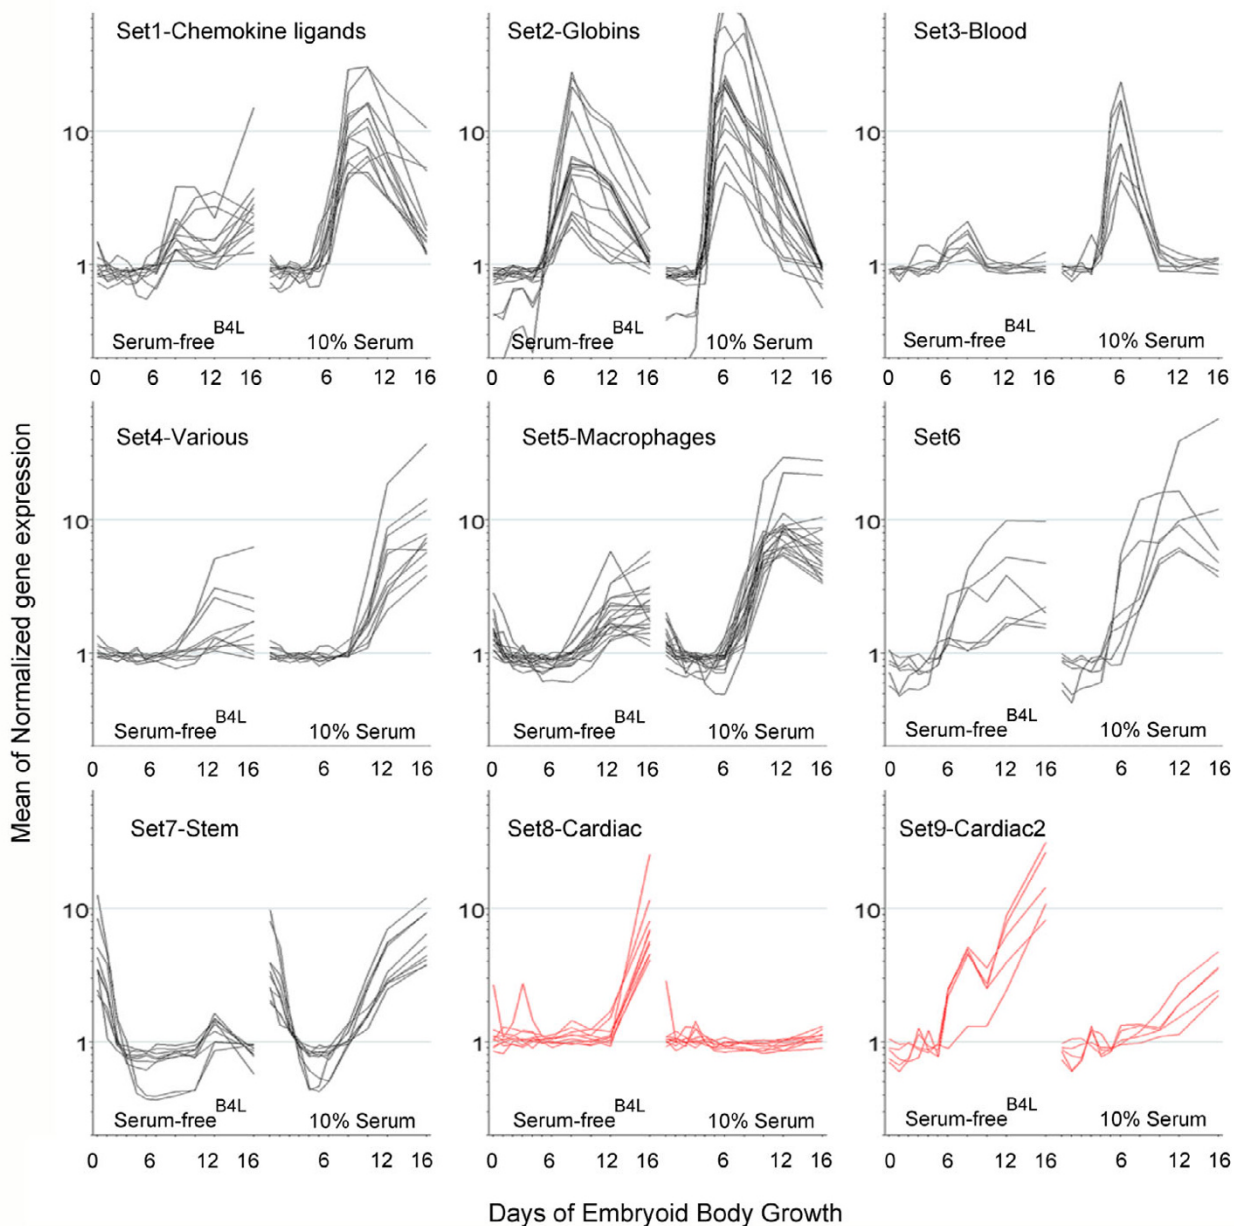 Mean of Normalized gene expression
Set1-Chemokine ligands
Set2-Globins
Set3-Blood
10
10
10
1
1
1
Serum-free B4L 10% Serum
Serum-free B4L 10% Serum
Serum-free B4L 10% Serum
0 6 12 6 12 16
0 6 12 6 12 16
0 6 12 6 12 16
Set4-Various
Set5-Macrophages
Set6
10
10
10
1
1
1
Serum-free B4L 10% Serum
Serum-free B4L 10% Serum
Serum-free B4L 10% Serum
0 6 12 16 6 12 16
0 6 12 16 6 12 16
0 6 12 16 6 12 16
Set7-Stem
Set8-Cardiac
Set9-Cardiac2
10
10
10
1
1
1
Serum-free B4L 10% Serum
Serum-free B4L 10% Serum
Serum-free B4L 10% Serum
0 6 12 16 6 12 16
0 6 12 16 6 12 16
0 6 12 16 6 12 16
Days of Embryoid Body Growth